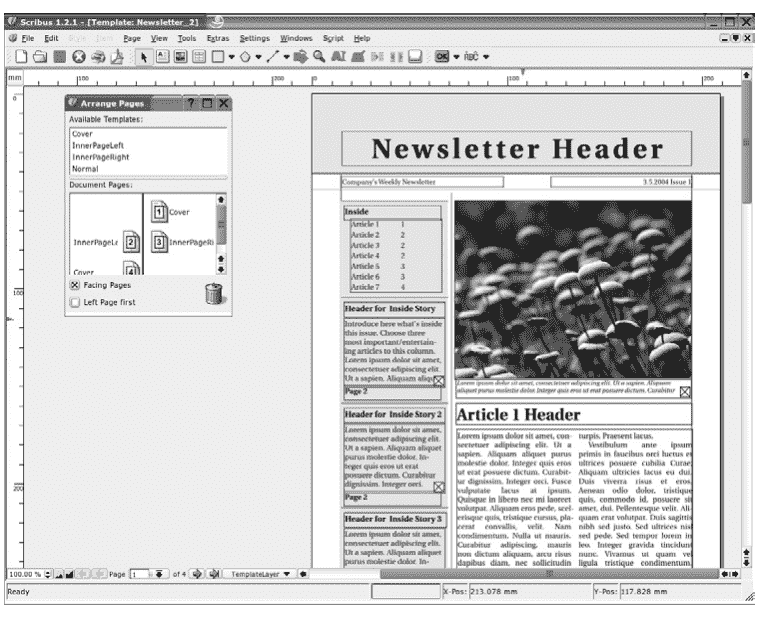 Scribus 1.2.1 - [Template: Newsletter_2]
File Edit Style Item Page View Tools Extras Settings Windows Script Help
mm
100 200 0 100 200
0
100
200
Arrange Pages
Available Templates:
Cover
InnerPageLeft
InnerPageRight
Normal
Document Pages:
1 Cover
InnerPageLe 2 3 InnerPageRi
Cover 4
Facing Pages
Left Page first
Newsletter Header
Company's Weekly Newsletter
3.5.2004 Issue 1
Inside
Article 1 1
Article 2 2
Article 3 2
Article 4 2
Article 5 3
Article 6 3
Article 7 4
Header for Inside Story
Introduce here what's inside
this issue. Choose three
most important/entertain-
ing articles to this column.
Lorem ipsum dolor sit amet,
consectetuer adipiscing elit.
Ut a sapien. Aliquam aliqu
Page 2
Header for Inside Story 2
Lorem ipsum dolor sit amet,
consectetuer adipiscing elit.
Ut a sapien. Aliquam aliquet
purus molestie dolor. In-
teger quis eros ut erat
posuere dictum. Curabitur
dignissim. Integer orci.
Page 2
Header for Inside Story 3
Lorem ipsum dolor sit amet,
consectetuer adipiscing elit.
Ut a sapien. Aliquam aliquet
purus molestie dolor. In-
Lorem ipsum dolor sit amet, consectetuer adipiscing elit. Ut a sapien. Aliquam
aliquet purus molestie dolor. Integer quis eros ut erat posuere dictum. Curabitur
Article 1 Header
Lorem ipsum dolor sit amet, con-
sectetuer adipiscing elit. Ut a
sapien. Aliquam aliquet purus
molestie dolor. Integer quis eros
ut erat posuere dictum. Curabit-
ur dignissim. Integer orci. Fusce
vulputate lacus at ipsum.
Quisque in libero nec mi laoreet
volutpat. Aliquam eros pede, scel-
erisque quis, tristique cursus, pla-
cerat convallis, velit. Nam
condimentum. Nulla ut mauris.
Curabitur adipiscing, mauris
non dictum aliquam, arcu risus
dapibus diam, nec sollicitudin
turpis. Praesent lacus.
Vestibulum ante ipsum
primis in faucibus orci luctus et
ultrices posuere cubilia Curae;
Aliquam ultricies lacus eu dui.
Duis viverra risus et eros.
Aenean odio dolor, tristique
quis, commodo id, posuere sit
amet, dui. Pellentesque velit. Ali-
quam erat volutpat. Duis sagittis
nibh sed justo. Sed ultrices nisl
sed pede. Sed tempor lorem in
leo. Integer gravida tincidunt
nunc. Vivamus ut quam vel
ligula tristique condimentum.
100.00 % Page 1 of 4 TemplateLayer
Ready X-Pos: 213.078 mm Y-Pos: 117.828 mm